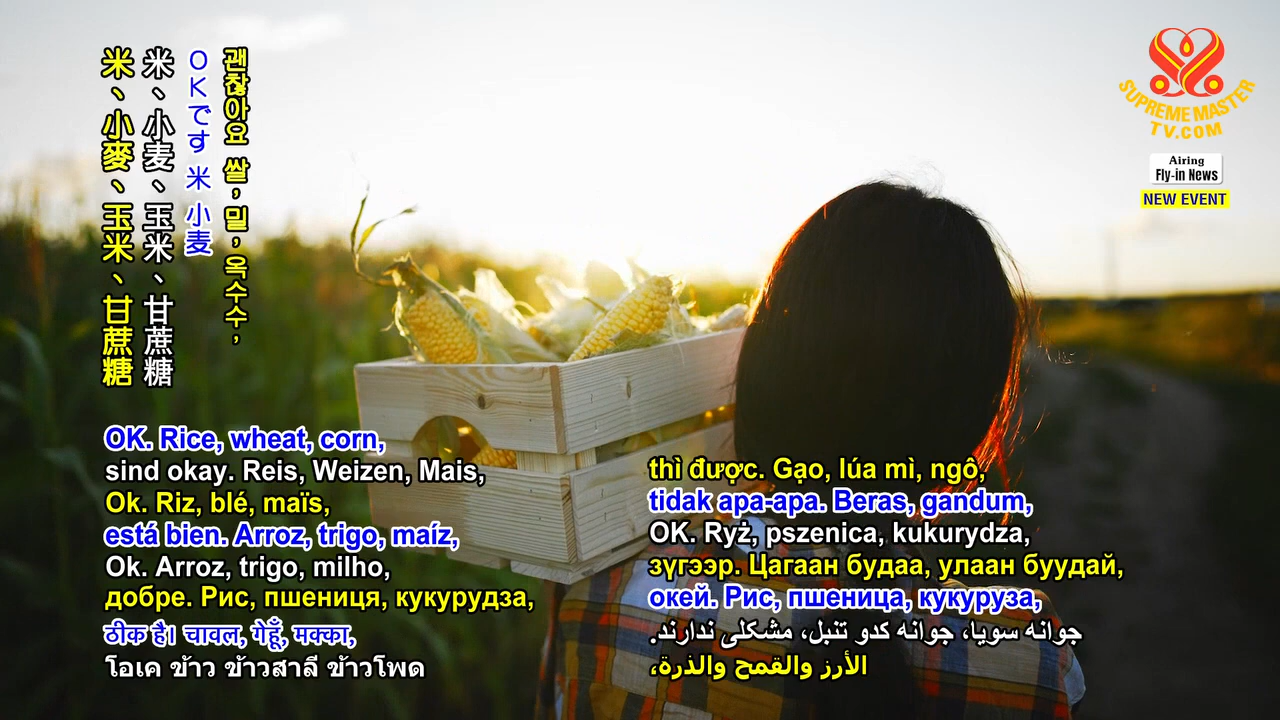 米、小麥、玉米、甘蔗糖
米、小麦、玉米、甘蔗糖
OKです 米 小麦
괜찮아요 쌀, 밀, 옥수수,
SUPREME MASTER
TV.COM
Airing
Fly-in News
NEW EVENT
OK. Rice, wheat, corn,
sind okay. Reis, Weizen, Mais,
Ok. Riz, blé, maïs,
está bien. Arroz, trigo, maíz,
Ok. Arroz, trigo, milho,
добре. Рис, пшениця, кукурудза,
ठीक है। चावल, गेहूँ, मक्का,
โอเค ข้าว ข้าวสาลี ข้าวโพด
thì được. Gạo, lúa mì, ngô,
tidak apa-apa. Beras, gandum,
OK. Ryż, pszenica, kukurydza,
зүгээр. Цагаан будаа, улаан буудай,
окей. Рис, пшеница, кукуруза,
جوانه سویا، جوانه کدو تنبل، مشکلی ندارند.
الأرز والقمح والذرة،